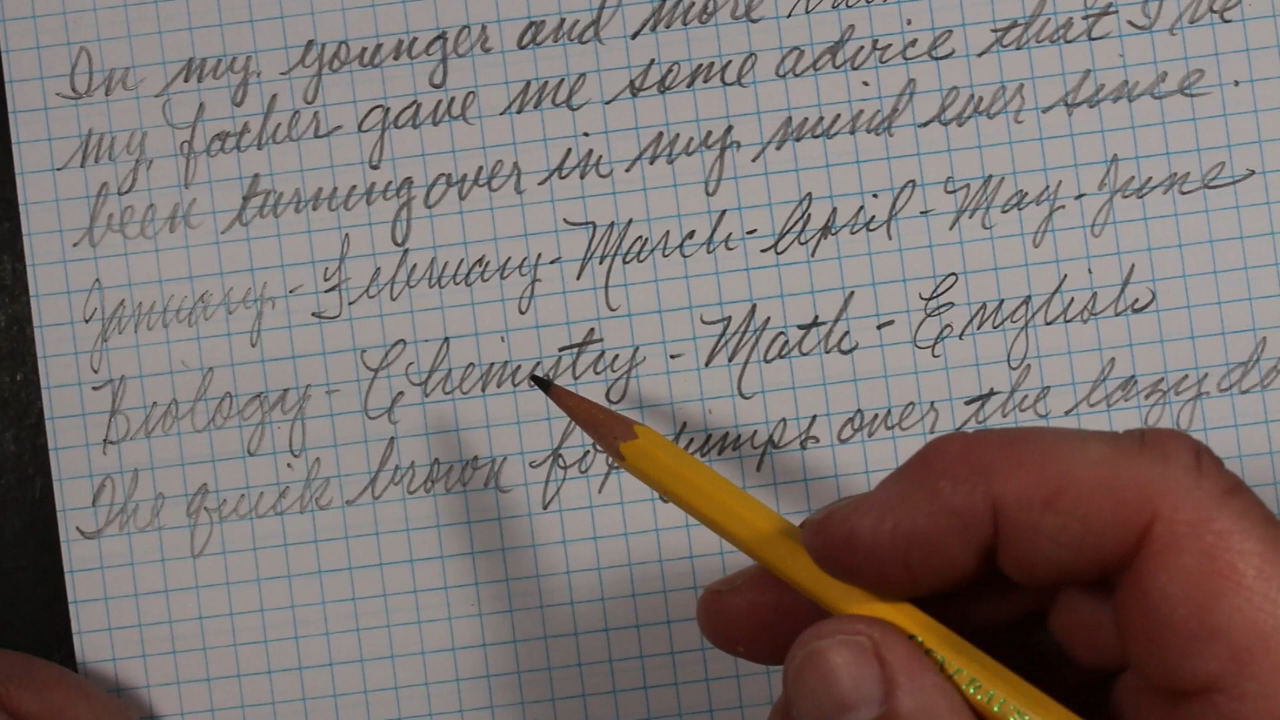 In my younger and more
my father gave me some advice that I've
been turning over in my mind ever since.
January - February - March - April - May - June
Biology - Chemistry - Math - English
The quick brown fox jumps over the lazy do